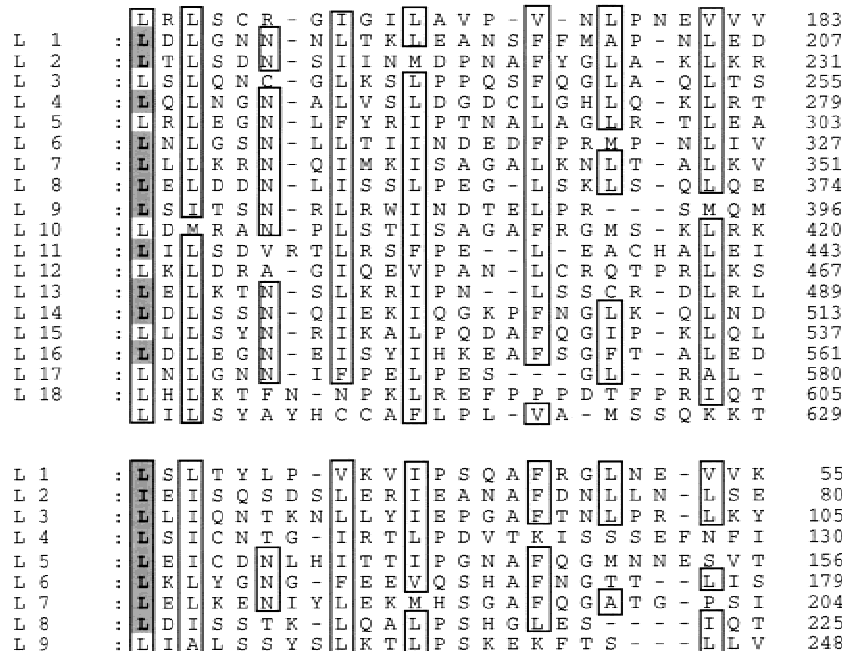 L R L S C R - G I G I L A V P - V - N L P N E V V V 183
L 1 : L D L G N N - N L T K L E A N S F F M A P - N L E D 207
L 2 : L T L S D N - S I I N M D P N A F Y G L A - K L K R 231
L 3 : L S L Q N C - G L K S L P P Q S F Q G L A - Q L T S 255
L 4 : L Q L N G N - A L V S L D G D C L G H L Q - K L R T 279
L 5 : L R L E G N - L F Y R I P T N A L A G L R - T L E A 303
L 6 : L N L G S N - L L T I I N D E D F P R M P - N L I V 327
L 7 : L L L K R N - Q I M K I S A G A L K N L T - A L K V 351
L 8 : L E L D D N - L I S S L P E G - L S K L S - Q L Q E 374
L 9 : L S I T S N - R L R W I N D T E L P R - - - S M Q M 396
L 10 : L D M R A N - P L S T I S A G A F R G M S - K L R K 420
L 11 : L I L S D V R T L R S F P E - - L - E A C H A L E I 443
L 12 : L K L D R A - G I Q E V P A N - L C R Q T P R L K S 467
L 13 : L E L K T N - S L K R I P N - - L S S C R - D L R L 489
L 14 : L D L S S N - Q I E K I Q G K P F N G L K - Q L N D 513
L 15 : L L L S Y N - R I K A L P Q D A F Q G I P - K L Q L 537
L 16 : L D L E G N - E I S Y I H K E A F S G F T - A L E D 561
L 17 : L N L G N N - I F P E L P E S - - - G L - - R A L - 580
L 18 : L H L K T F N - N P K L R E F P P P D T F P R I Q T 605
L I L S Y A Y H C C A F L P L - V A - M S S Q K K T 629
L 1 : L S L T Y L P - V K V I P S Q A F R G L N E - V V K 55
L 2 : I E I S Q S D S L E R I E A N A F D N L L N - L S E 80
L 3 : L L I Q N T K N L L Y I E P G A F T N L P R - L K Y 105
L 4 : L S I C N T G - I R T L P D V T K I S S S E F N F I 130
L 5 : L E I C D N L H I T T I P G N A F Q G M N N E S V T 156
L 6 : L K L Y G N G - F E E V Q S H A F N G T T - - L I S 179
L 7 : L E L K E N I Y L E K M H S G A F Q G A T G - P S I 204
L 8 : L D I S S T K - L Q A L P S H G L E S - - - - I Q T 225
L 9 : L I A L S S Y S L K T L P S K E K F T S - - - L L V 248